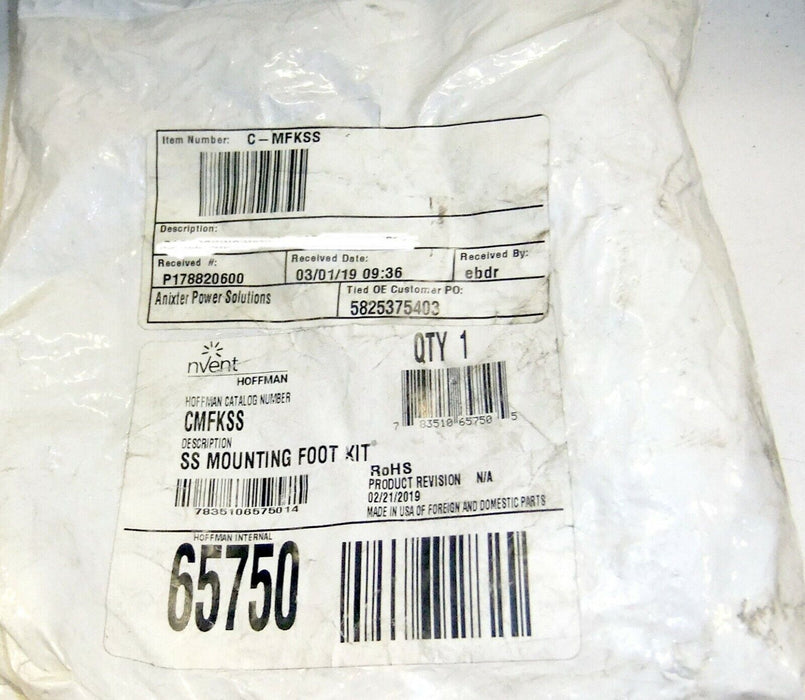 Item Number: C-MFKSS
Description:
Received #: Received Date: Received By:
P178820600 03/01/19 09:36 ebdr
Anixter Power Solutions Tied OE Customer PO:
5825375403
nVent
HOFFMAN
QTY 1
7 83510 65750 5
HOFFMAN CATALOG NUMBER
CMFKSS
DESCRIPTION
SS MOUNTING FOOT KIT
7835106575014
RoHS
PRODUCT REVISION N/A
02/21/2019
MADE IN USA OF FOREIGN AND DOMESTIC PARTS
HOFFMAN INTERNAL
65750